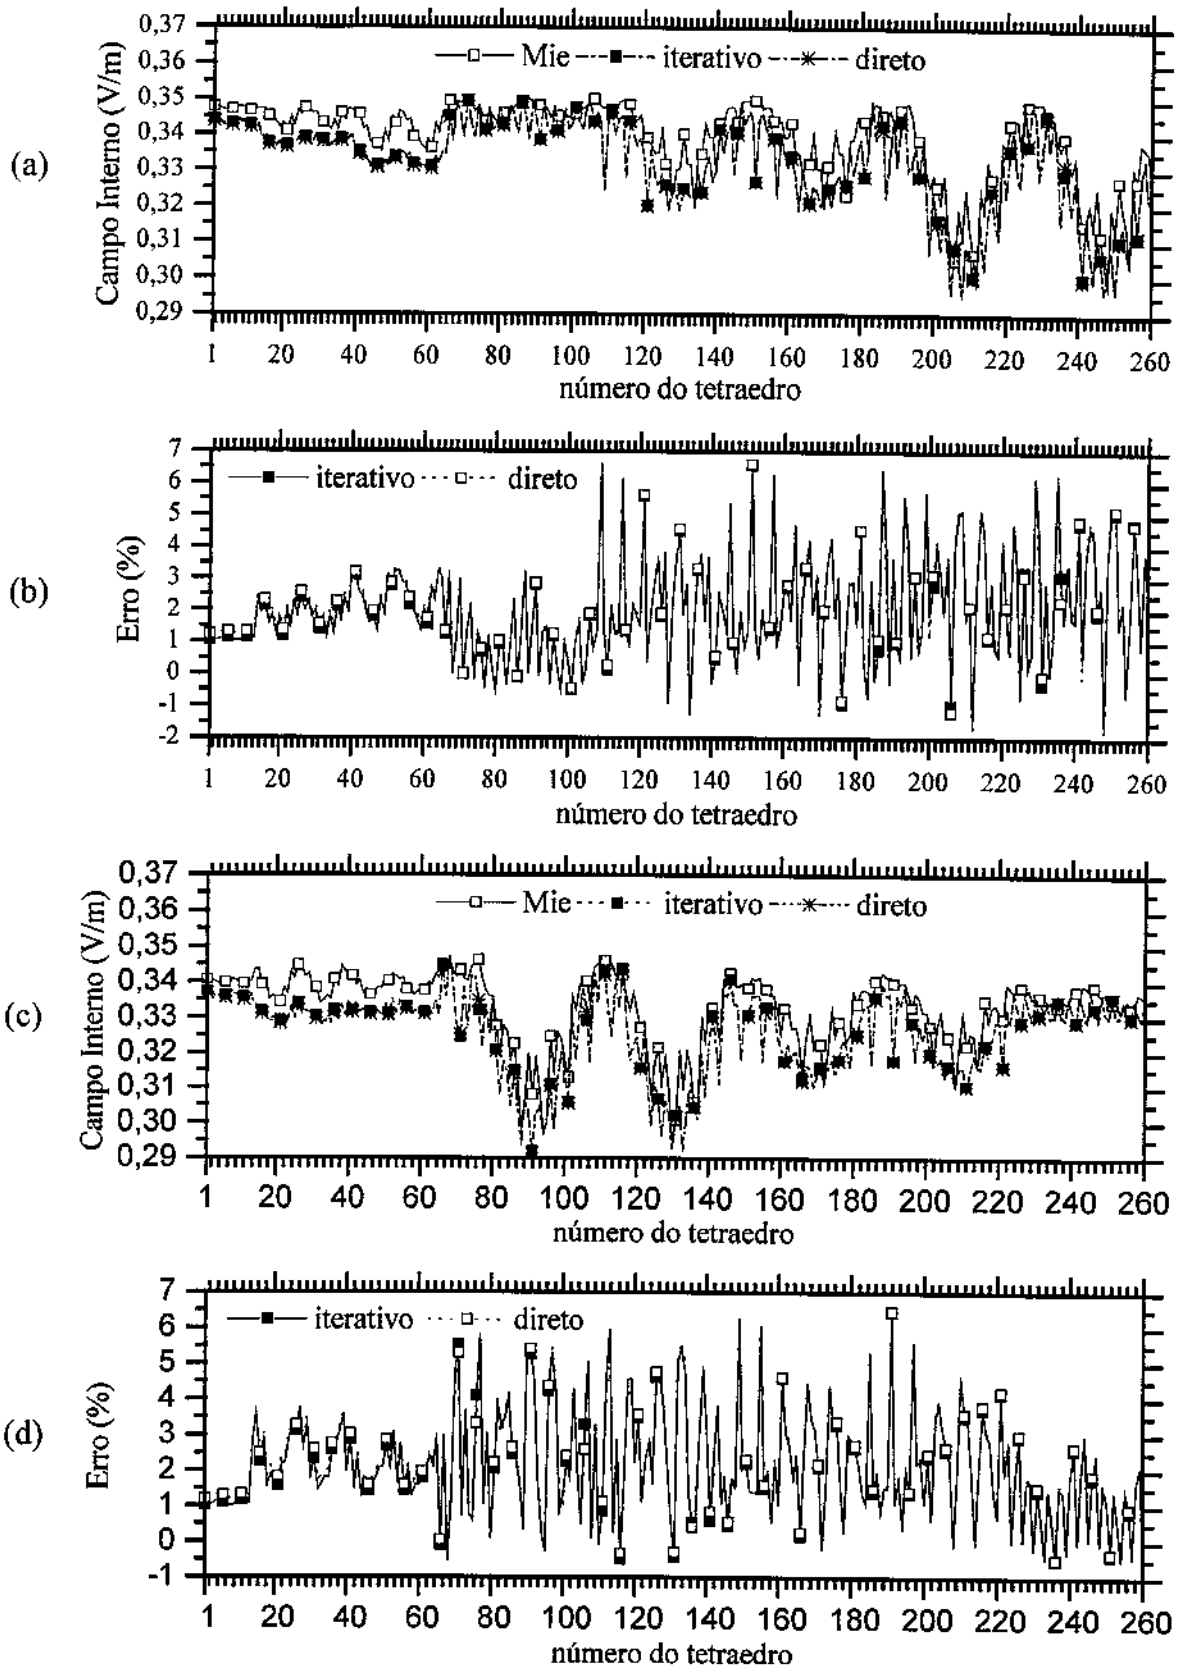 (a)
Campo Interno (V/m)
0,37
0,36
0,35
0,34
0,33
0,32
0,31
0,30
0,29
Mie iterativo direto
1 20 40 60 80 100 120 140 160 180 200 220 240 260
número do tetraedro
(b)
Erro (%)
7
6
5
4
3
2
1
0
-1
-2
iterativo direto
1 20 40 60 80 100 120 140 160 180 200 220 240 260
número do tetraedro
(c)
Campo Interno (V/m)
0,37
0,36
0,35
0,34
0,33
0,32
0,31
0,30
0,29
Mie iterativo direto
1 20 40 60 80 100 120 140 160 180 200 220 240 260
número do tetraedro
(d)
Erro (%)
7
6
5
4
3
2
1
0
-1
iterativo direto
1 20 40 60 80 100 120 140 160 180 200 220 240 260
número do tetraedro